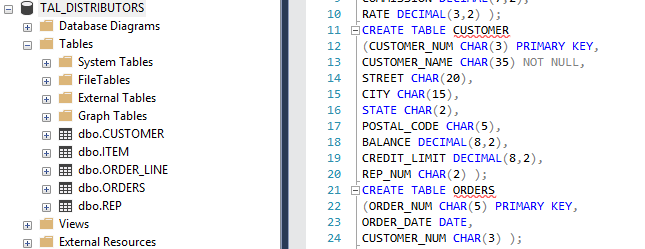 TAL_DISTRIBUTORS
Database Diagrams
Tables
System Tables
FileTables
External Tables
Graph Tables
dbo.CUSTOMER
dbo.ITEM
dbo.ORDER_LINE
dbo.ORDERS
dbo.REP
Views
External Resources
10 RATE DECIMAL(3,2) );
11 CREATE TABLE CUSTOMER
12 (CUSTOMER_NUM CHAR(3) PRIMARY KEY,
13 CUSTOMER_NAME CHAR(35) NOT NULL,
14 STREET CHAR(20),
15 CITY CHAR(15),
16 STATE CHAR(2),
17 POSTAL_CODE CHAR(5),
18 BALANCE DECIMAL(8,2),
19 CREDIT_LIMIT DECIMAL(8,2),
20 REP_NUM CHAR(2) );
21 CREATE TABLE ORDERS
22 (ORDER_NUM CHAR(5) PRIMARY KEY,
23 ORDER_DATE DATE,
24 CUSTOMER_NUM CHAR(3) );